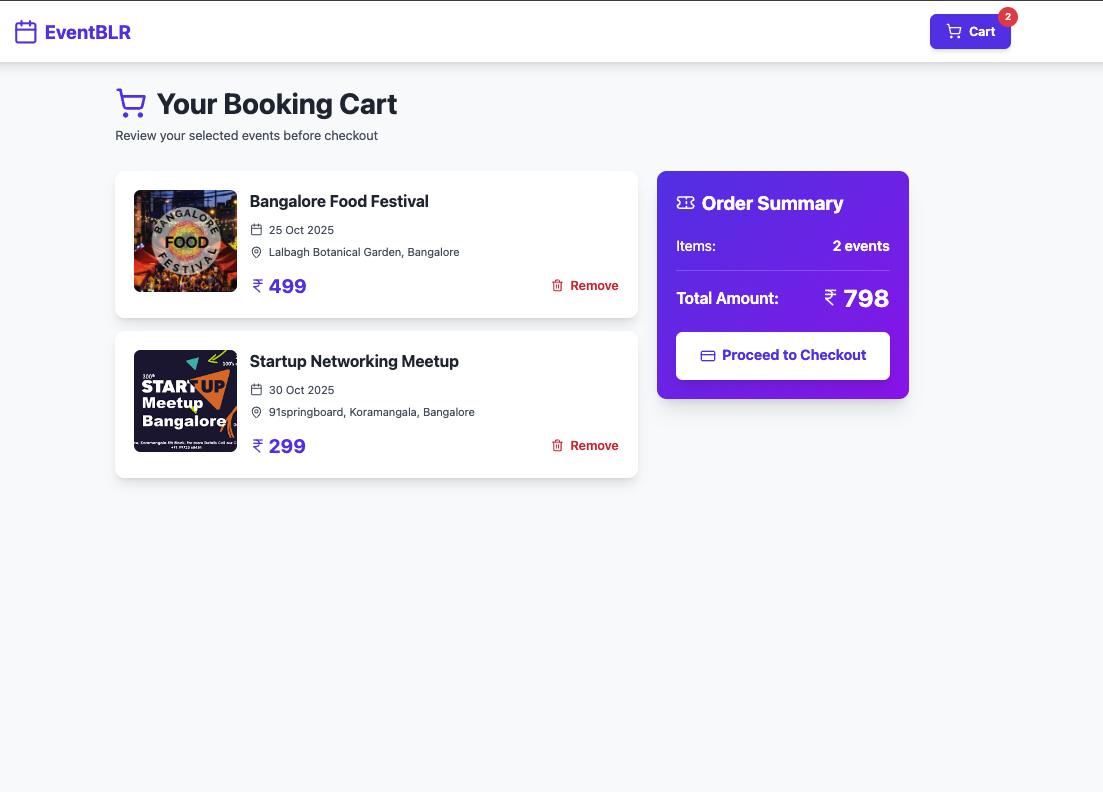 EventBLR
Cart
2
Your Booking Cart
Review your selected events before checkout
BANGALORE
FOOD
FESTIVAL
Bangalore Food Festival
25 Oct 2025
Lalbagh Botanical Garden, Bangalore
₹ 499
Remove
START UP
Meetup
Bangalore
Startup Networking Meetup
30 Oct 2025
91springboard, Koramangala, Bangalore
₹ 299
Remove
Order Summary
Items: 2 events
Total Amount: ₹ 798
Proceed to Checkout